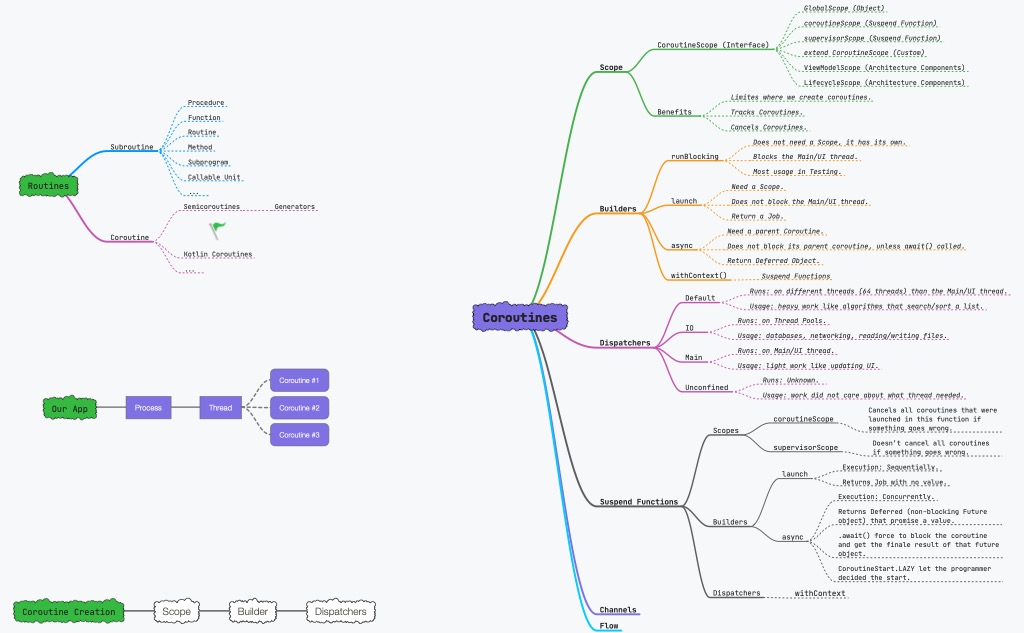 Routines
Subroutine
Procedure
Function
Routine
Method
Subprogram
Callable Unit
...
Coroutine
Semicoroutines
Generators
Kotlin Coroutines
...
Our App
Process
Thread
Coroutine #1
Coroutine #2
Coroutine #3
Coroutine Creation
Scope
Builder
Dispatchers
Coroutines
Scope
CoroutineScope (Interface)
GlobalScope (Object)
coroutineScope (Suspend Function)
supervisorScope (Suspend Function)
extend CoroutineScope (Custom)
ViewModelScope (Architecture Components)
LifecycleScope (Architecture Components)
Benefits
Limites where we create coroutines.
Tracks Coroutines.
Cancels Coroutines.
Builders
runBlocking
Does not need a Scope, it has its own.
Blocks the Main/UI thread.
Most usage in Testing.
launch
Need a Scope.
Does not block the Main/UI thread.
Return a Job.
async
Need a parent Coroutine.
Does not block its parent coroutine, unless await() called.
Return Deferred Object.
withContext()
Suspend Functions
Dispatchers
Default
Runs: on different threads (64 threads) than the Main/UI thread.
Usage: heavy work like algorithms that search/sort a list.
IO
Runs: on Thread Pools.
Usage: databases, networking, reading/writing files.
Main
Runs: on Main/UI thread.
Usage: light work like updating UI.
Unconfined
Runs: Unknown.
Usage: work did not care about what thread needed.
Suspend Functions
Scopes
coroutineScope
Cancels all coroutines that were
launched in this function if
something goes wrong.
supervisorScope
Doesn't cancel all coroutines
if something goes wrong.
Builders
launch
Execution: Sequentially.
Returns Job with no value.
async
Execution: Concurrently.
Returns Deferred (non-blocking Future
object) that promise a value.
.await() force to block the coroutine
and get the finale result of that future
object.
CoroutineStart.LAZY let the programmer
decided the start.
Dispatchers
withContext
Channels
Flow